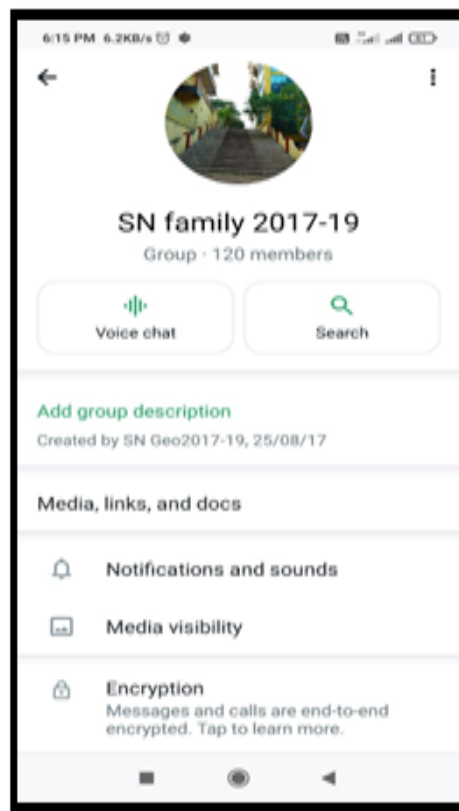 6:15 PM 6.2KB/s
SN family 2017-19
Group · 120 members
Voice chat
Search
Add group description
Created by SN Geo2017-19, 25/08/17
Media, links, and docs
Notifications and sounds
Media visibility
Encryption
Messages and calls are end-to-end
encrypted. Tap to learn more.